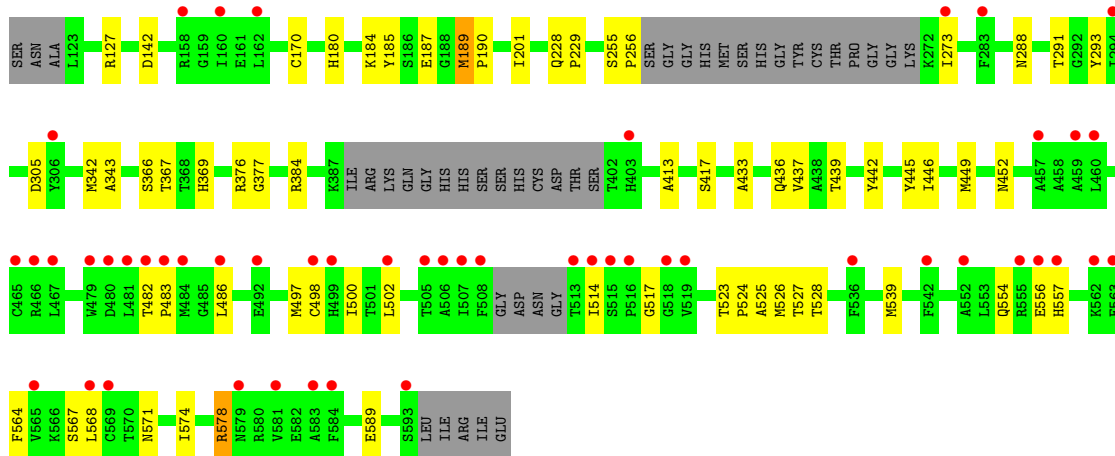 SER ASN ALA L123 R127 D142 R158 G159 I160 E161 L162 C170 H180 K184 Y185 S186 E187 G188 M189 P190 I201 Q228 P229 S255 P256 SER GLY GLY HIS MET SER HIS GLY TYR CYS THR PRO GLY GLY LYS K272 I273 F283 N288 T291 G292 Y293 I294
D305 Y306 M342 A343 S366 T367 T368 H369 R376 G377 R384 K387 ILE ARG LYS GLN GLY HIS HIS SER SER HIS CYS ASP THR SER T402 H403 A413 S417 A433 Q436 V437 A438 T439 Y442 Y445 I446 M449 N452 A457 A458 A459 L460
C465 R466 L467 W479 D480 L481 T482 P483 M484 G485 L486 E492 M497 C498 H499 I500 T501 L502 T505 A506 I507 F508 GLY ASP ASN GLY T513 I514 S515 P516 G517 G518 V519 T523 P524 A525 M526 T527 T528 F536 M539 F542 A552 L553 Q554 R555 E556 H557 K562 E563
F564 V565 K566 S567 L568 C569 T570 N571 I574 R578 N579 R580 V581 E582 A583 F584 E589 S593 LEU ILE ARG ILE GLU